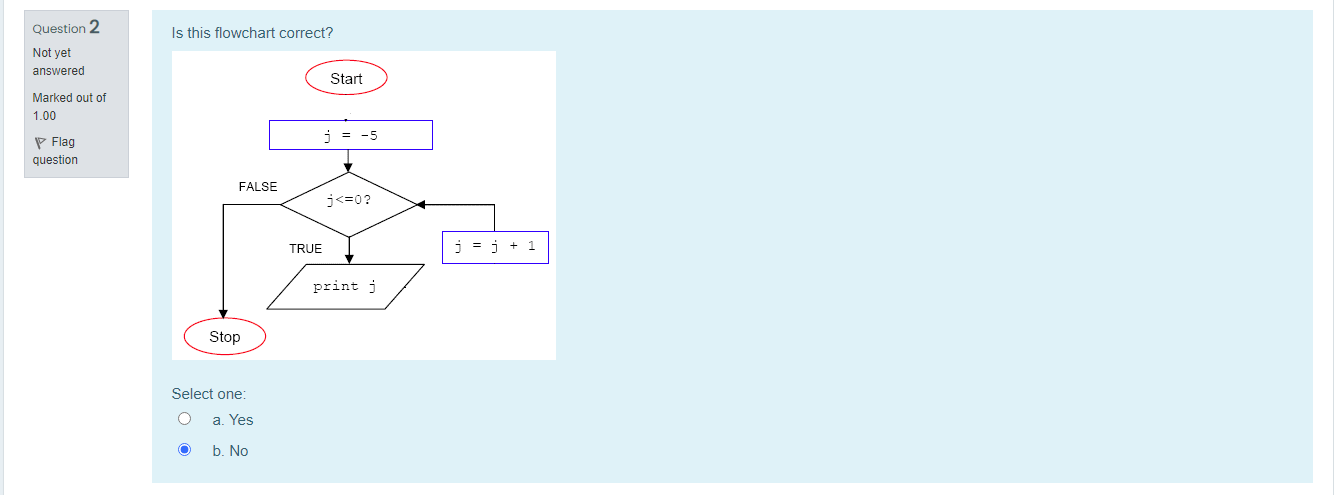 Question 2
Not yet
answered
Marked out of
1.00
Flag
question
Is this flowchart correct?
Start
j = -5
FALSE
j<=0?
TRUE
j = j + 1
print j
Stop
Select one:
a. Yes
b. No